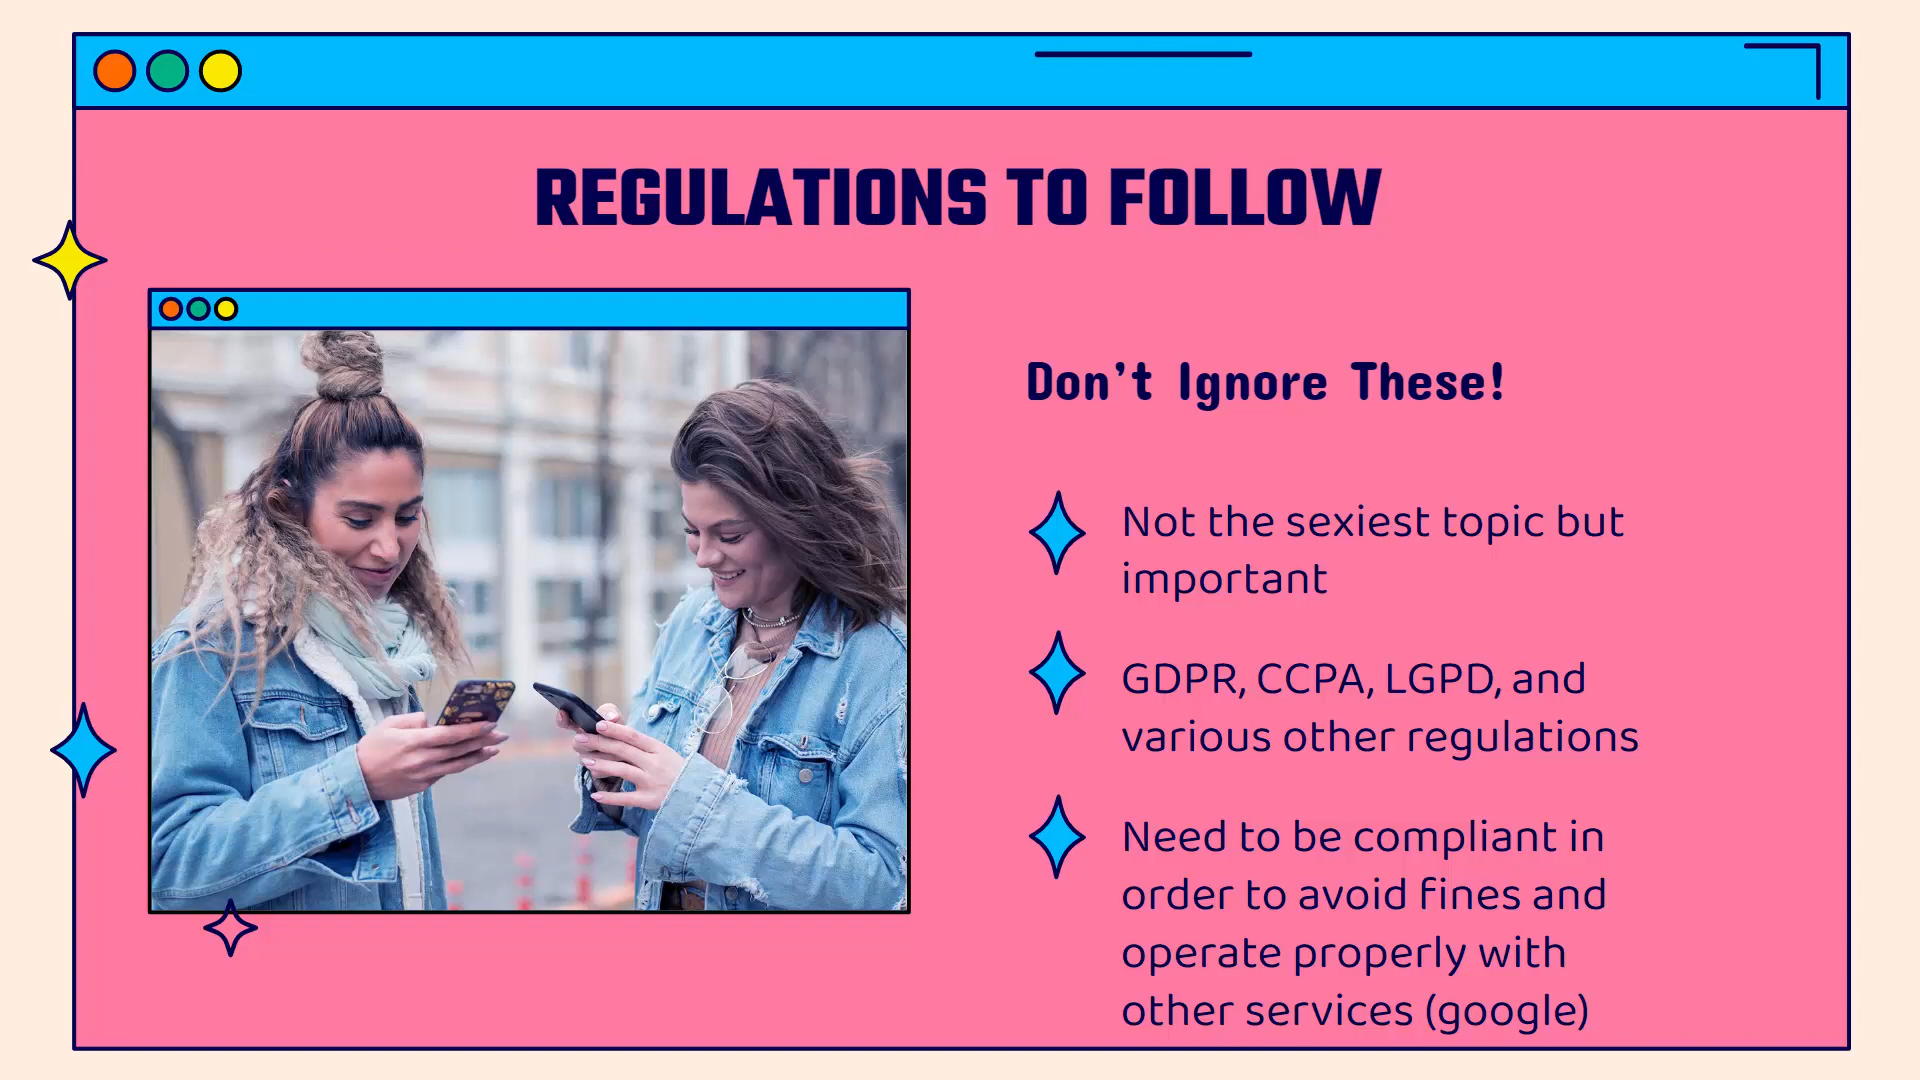 REGULATIONS TO FOLLOW
Don't Ignore These!
Not the sexiest topic but
important
GDPR, CCPA, LGPD, and
various other regulations
Need to be compliant in
order to avoid fines and
operate properly with
other services (google)